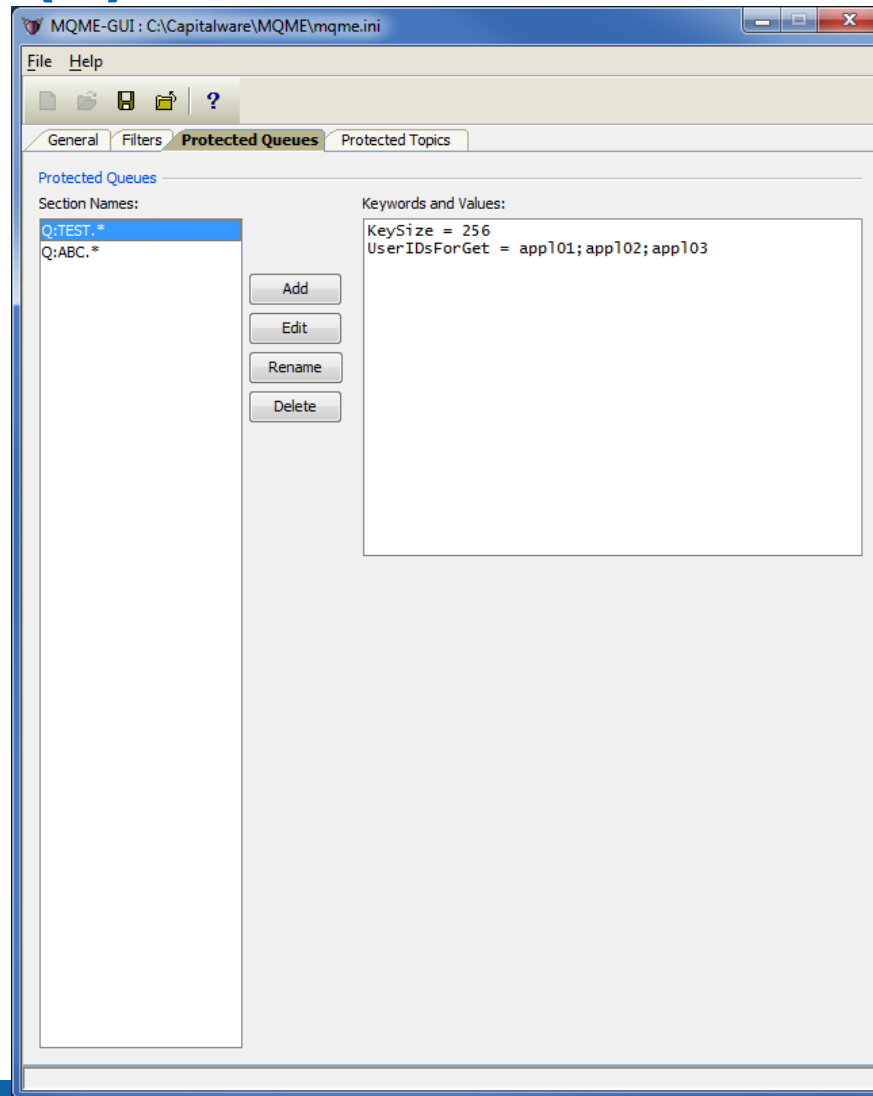 MQME-GUI : C:\Capitalware\MQME\mqme.ini
File Help
?
General Filters Protected Queues Protected Topics
Protected Queues
Section Names: Keywords and Values:
Q:TEST.* KeySize = 256
Q:ABC.* UserIDsForGet = appl01;appl02;appl03
Add
Edit
Rename
Delete